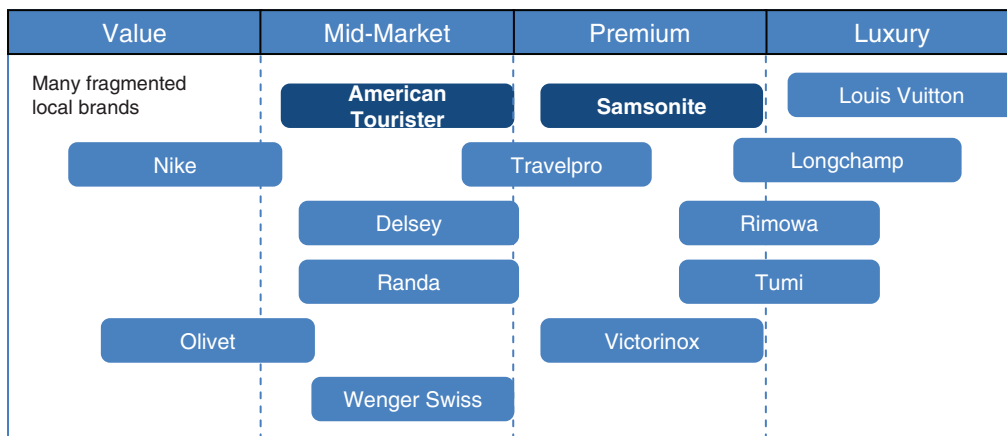 Value Mid-Market Premium Luxury
Many fragmented
local brands
American
Tourister
Samsonite
Louis Vuitton
Nike
Travelpro
Longchamp
Delsey
Rimowa
Randa
Tumi
Olivet
Victorinox
Wenger Swiss